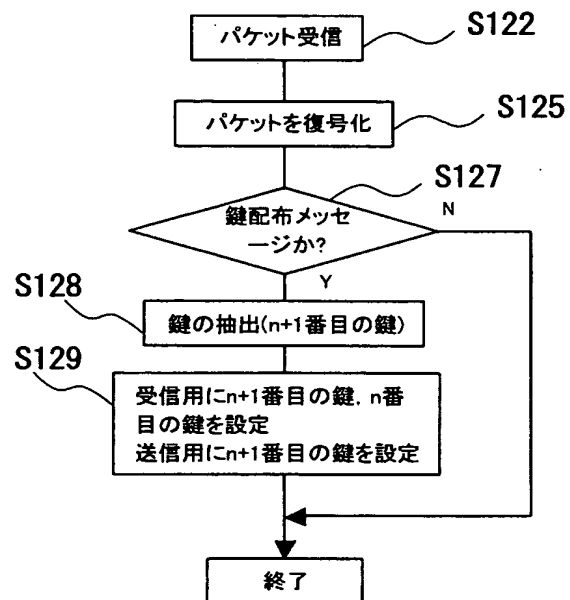 パケット受信
S122
パケットを復号化
S125
S127
鍵配布メッセ
ージか?
N
Y
S128
鍵の抽出(n+1番目の鍵)
S129
受信用にn+1番目の鍵, n番
目の鍵を設定
送信用にn+1番目の鍵を設定
終了